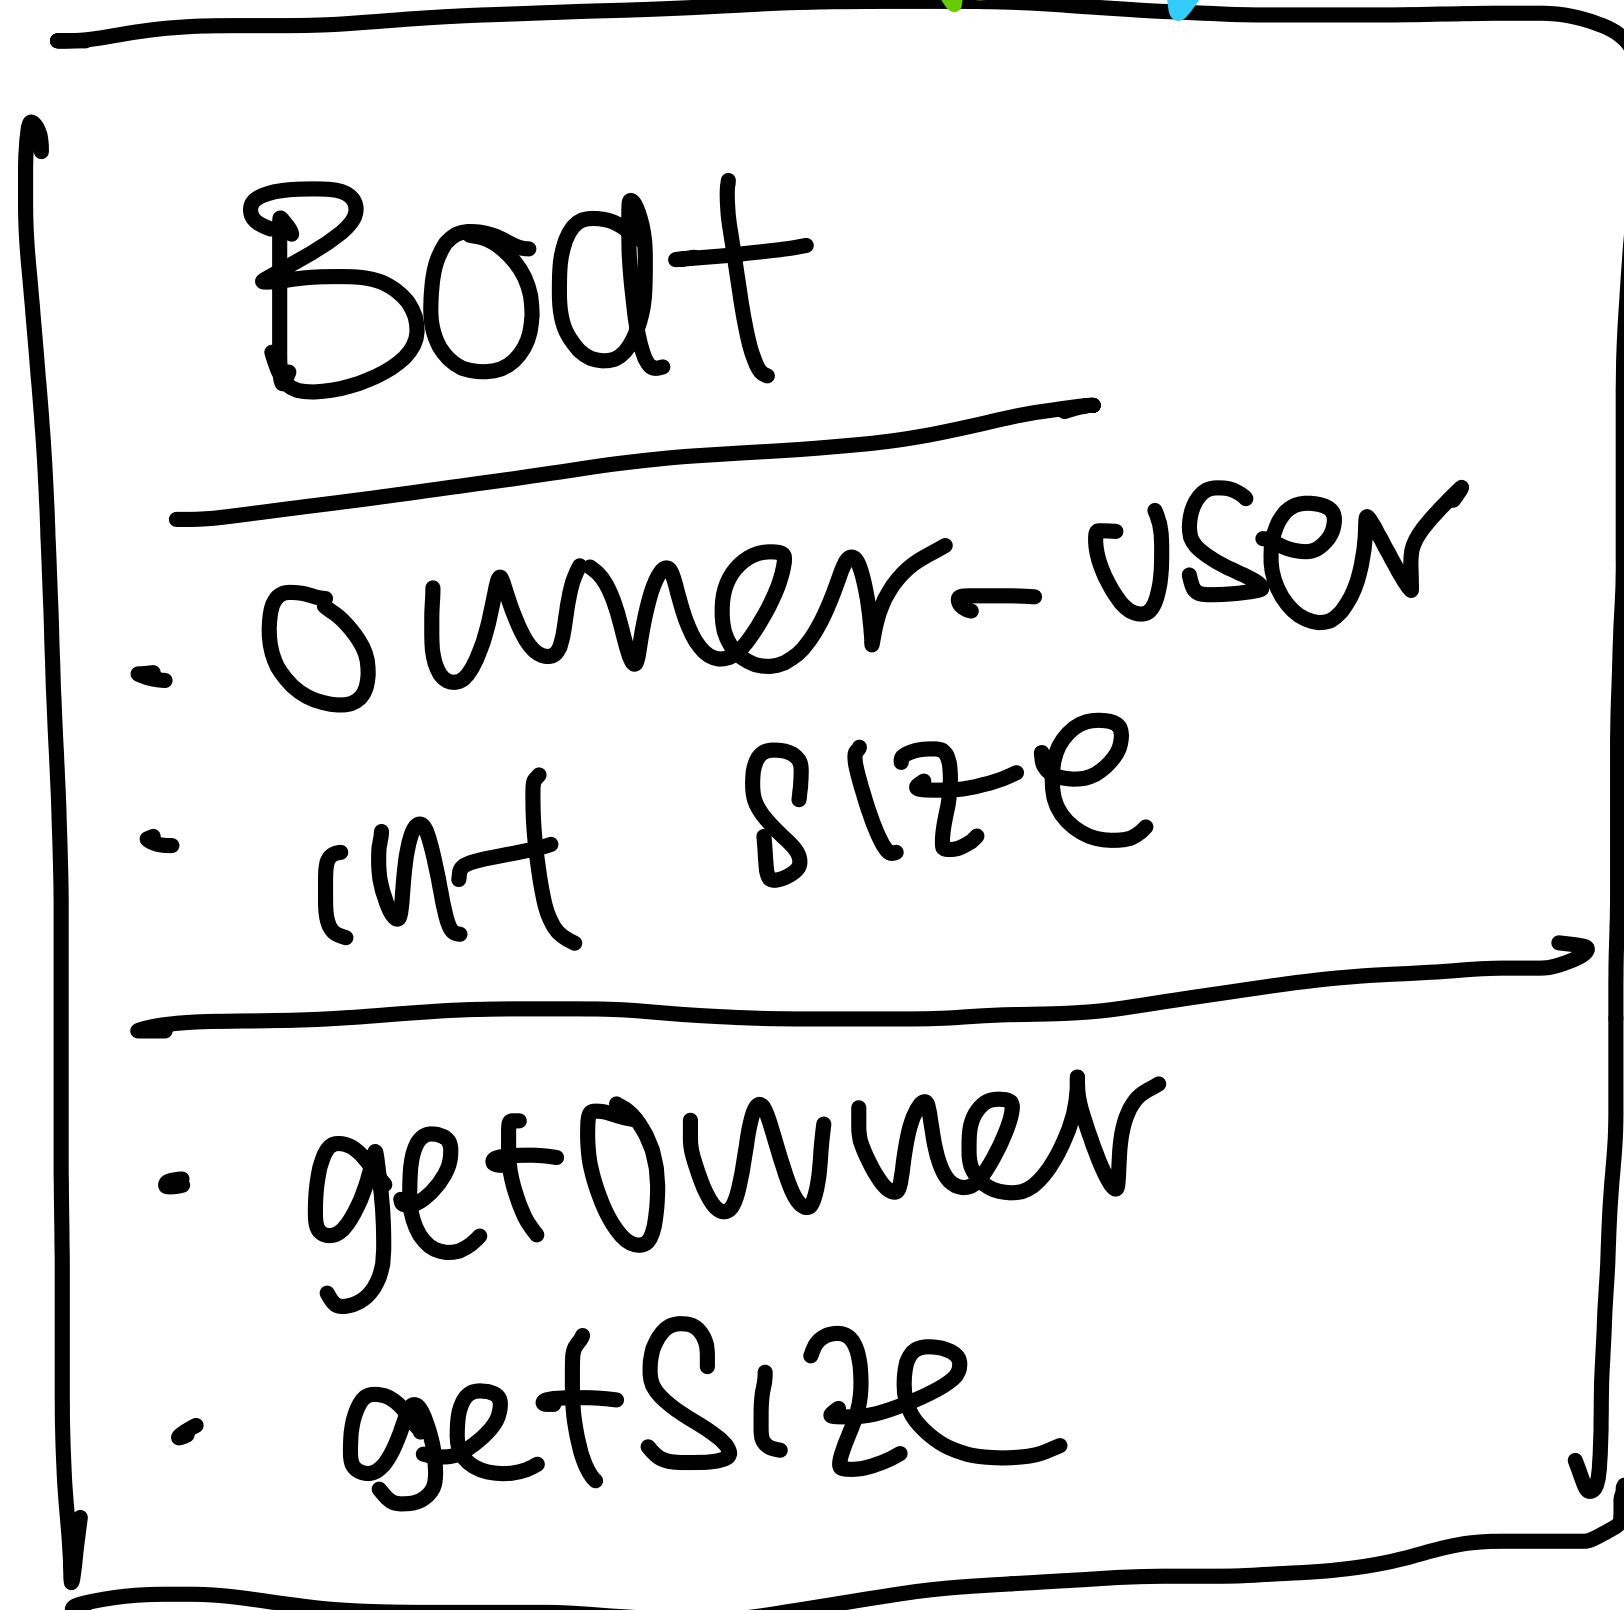 Boat
- owner - user
- int size
- getOwner
- getSize